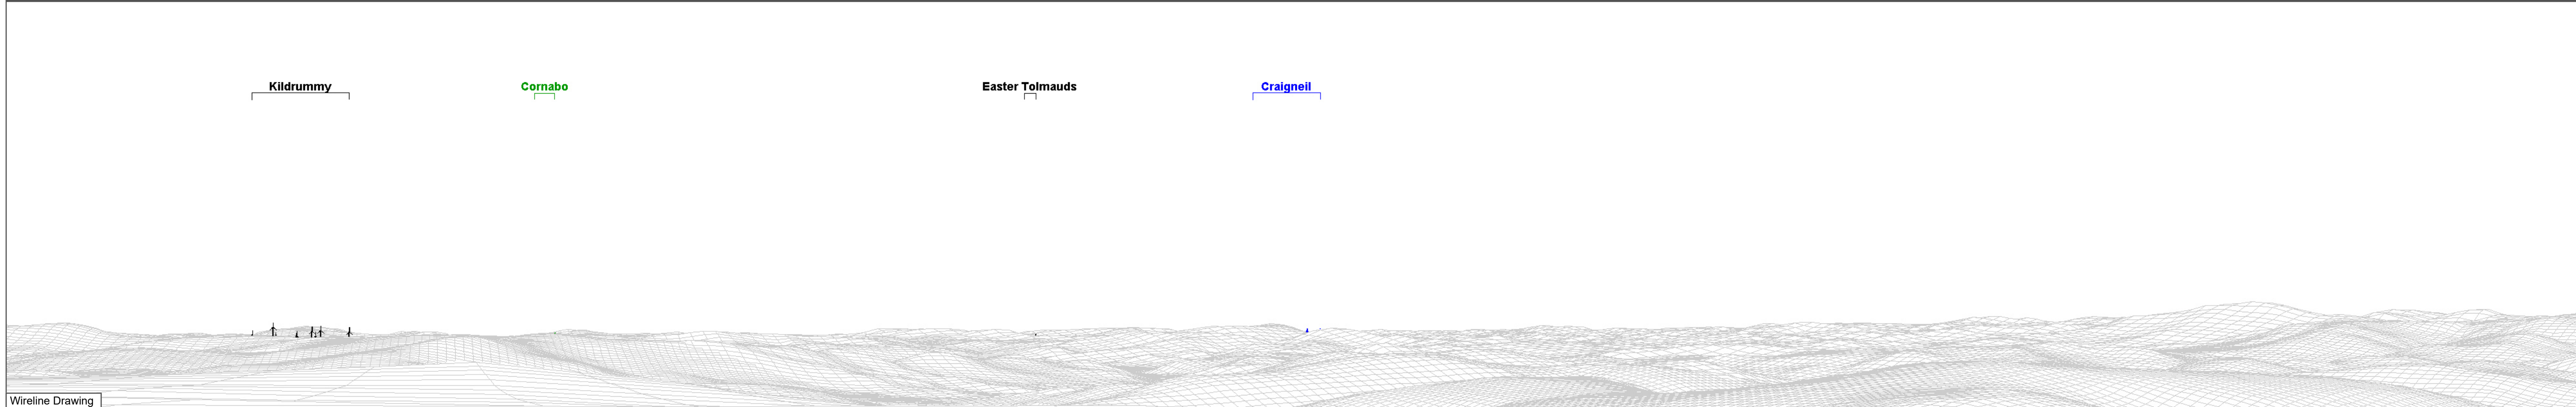 Kildrummy
Cornabo
Easter Tolmauds
Craigneil
Wireline Drawing